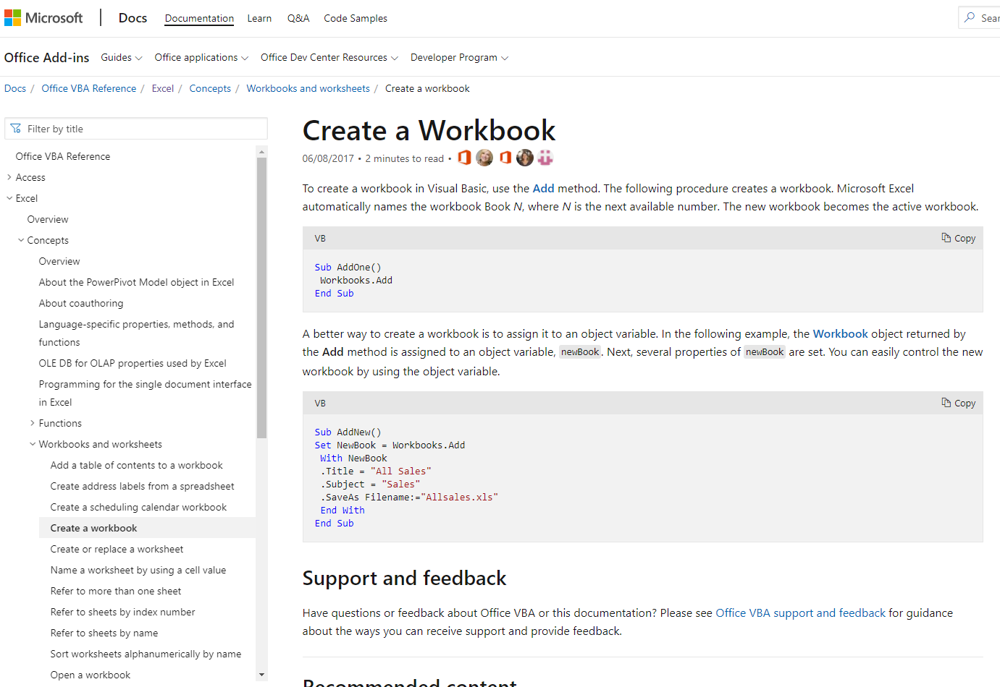 Microsoft Docs Documentation Learn Q&A Code Samples Sear
Office Add-ins Guides Office applications Office Dev Center Resources Developer Program
Docs / Office VBA Reference / Excel / Concepts / Workbooks and worksheets / Create a workbook
Filter by title
Office VBA Reference
Access
Excel
Overview
Concepts
Overview
About the PowerPivot Model object in Excel
About coauthoring
Language-specific properties, methods, and
functions
OLE DB for OLAP properties used by Excel
Programming for the single document interface
in Excel
Functions
Workbooks and worksheets
Add a table of contents to a workbook
Create address labels from a spreadsheet
Create a scheduling calendar workbook
Create a workbook
Create or replace a worksheet
Name a worksheet by using a cell value
Refer to more than one sheet
Refer to sheets by index number
Refer to sheets by name
Sort worksheets alphanumerically by name
Open a workbook
Create a Workbook
06/08/2017 • 2 minutes to read •
To create a workbook in Visual Basic, use the Add method. The following procedure creates a workbook. Microsoft Excel
automatically names the workbook Book N, where N is the next available number. The new workbook becomes the active workbook.
VB Copy
Sub AddOne()
Workbooks.Add
End Sub
A better way to create a workbook is to assign it to an object variable. In the following example, the Workbook object returned by
the Add method is assigned to an object variable, newBook. Next, several properties of newBook are set. You can easily control the new
workbook by using the object variable.
VB Copy
Sub AddNew()
Set NewBook = Workbooks.Add
With NewBook
.Title = "All Sales"
.Subject = "Sales"
.SaveAs Filename:="Allsales.xls"
End With
End Sub
Support and feedback
Have questions or feedback about Office VBA or this documentation? Please see Office VBA support and feedback for guidance
about the ways you can receive support and provide feedback.
Recommended content